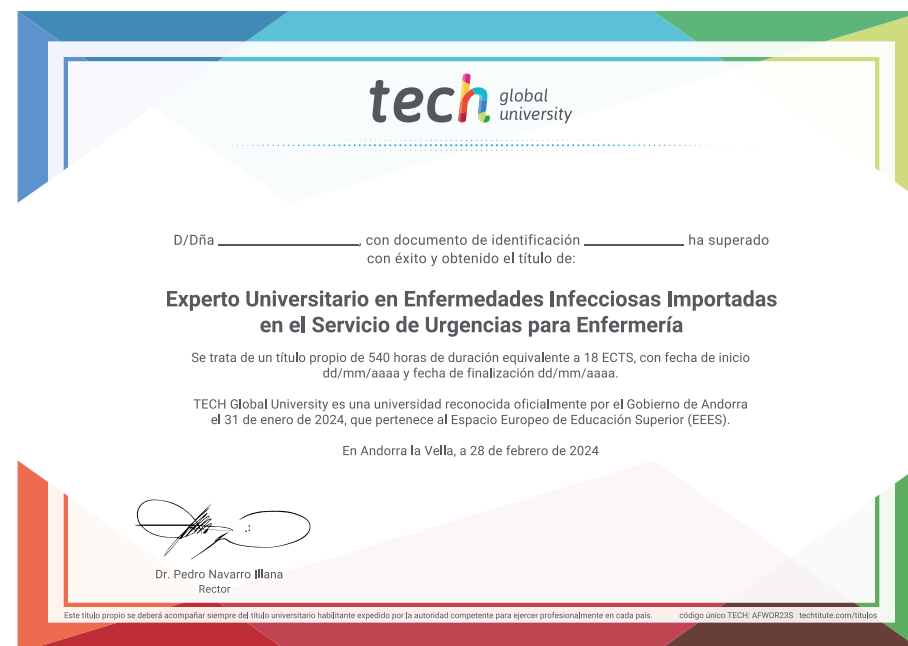 tech global university
D/Dña ______________________, con documento de identificación ________________ ha superado
con éxito y obtenido el título de:
Experto Universitario en Enfermedades Infecciosas Importadas
en el Servicio de Urgencias para Enfermería
Se trata de un título propio de 540 horas de duración equivalente a 18 ECTS, con fecha de inicio
dd/mm/aaaa y fecha de finalización dd/mm/aaaa.
TECH Global University es una universidad reconocida oficialmente por el Gobierno de Andorra
el 31 de enero de 2024, que pertenece al Espacio Europeo de Educación Superior (EEES).
En Andorra la Vella, a 28 de febrero de 2024
Dr. Pedro Navarro Illana
Rector
Este título propio se deberá acompañar siempre del título universitario habilitante expedido por la autoridad competente para ejercer profesionalmente en cada país. código único TECH: AFWOR23S techtitute.com/titulos